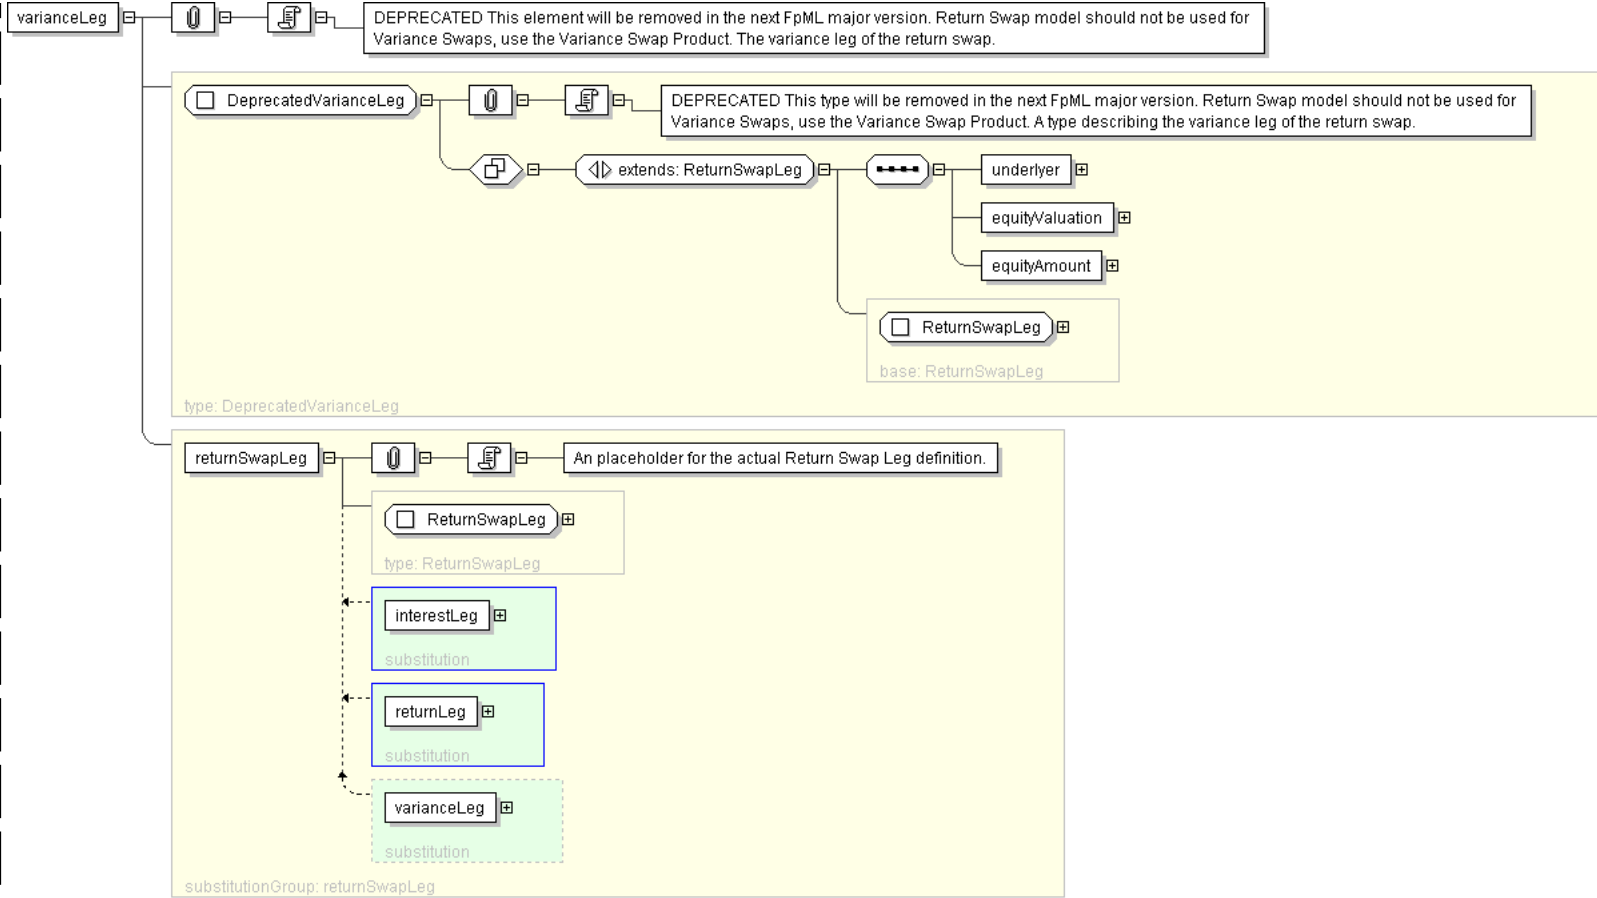 varianceLeg
DEPRECATED This element will be removed in the next FpML major version. Return Swap model should not be used for
Variance Swaps, use the Variance Swap Product. The variance leg of the return swap.
DeprecatedVarianceLeg
DEPRECATED This type will be removed in the next FpML major version. Return Swap model should not be used for
Variance Swaps, use the Variance Swap Product. A type describing the variance leg of the return swap.
extends: ReturnSwapLeg
underlyer
equityValuation
equityAmount
ReturnSwapLeg
base: ReturnSwapLeg
type: DeprecatedVarianceLeg
returnSwapLeg
An placeholder for the actual Return Swap Leg definition.
ReturnSwapLeg
type: ReturnSwapLeg
interestLeg
substitution
returnLeg
substitution
varianceLeg
substitution
substitutionGroup: returnSwapLeg